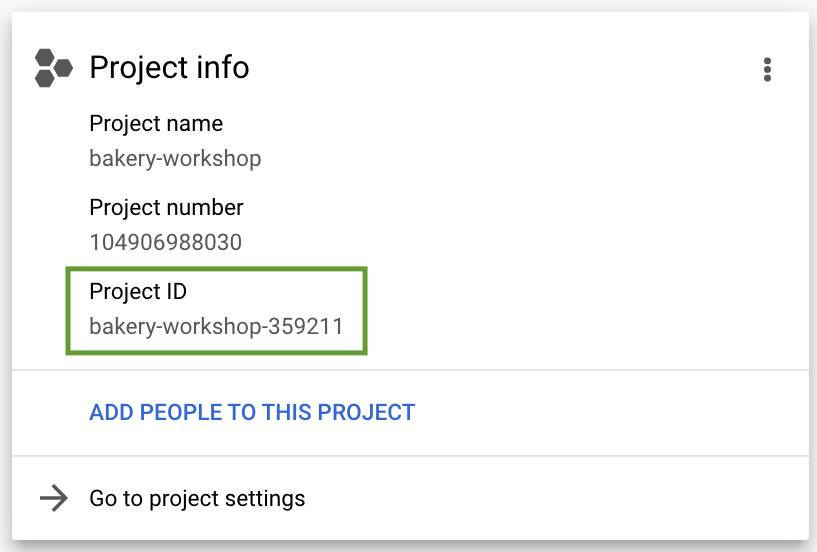 Project info
Project name
bakery-workshop
Project number
104906988030
Project ID
bakery-workshop-359211
ADD PEOPLE TO THIS PROJECT
Go to project settings